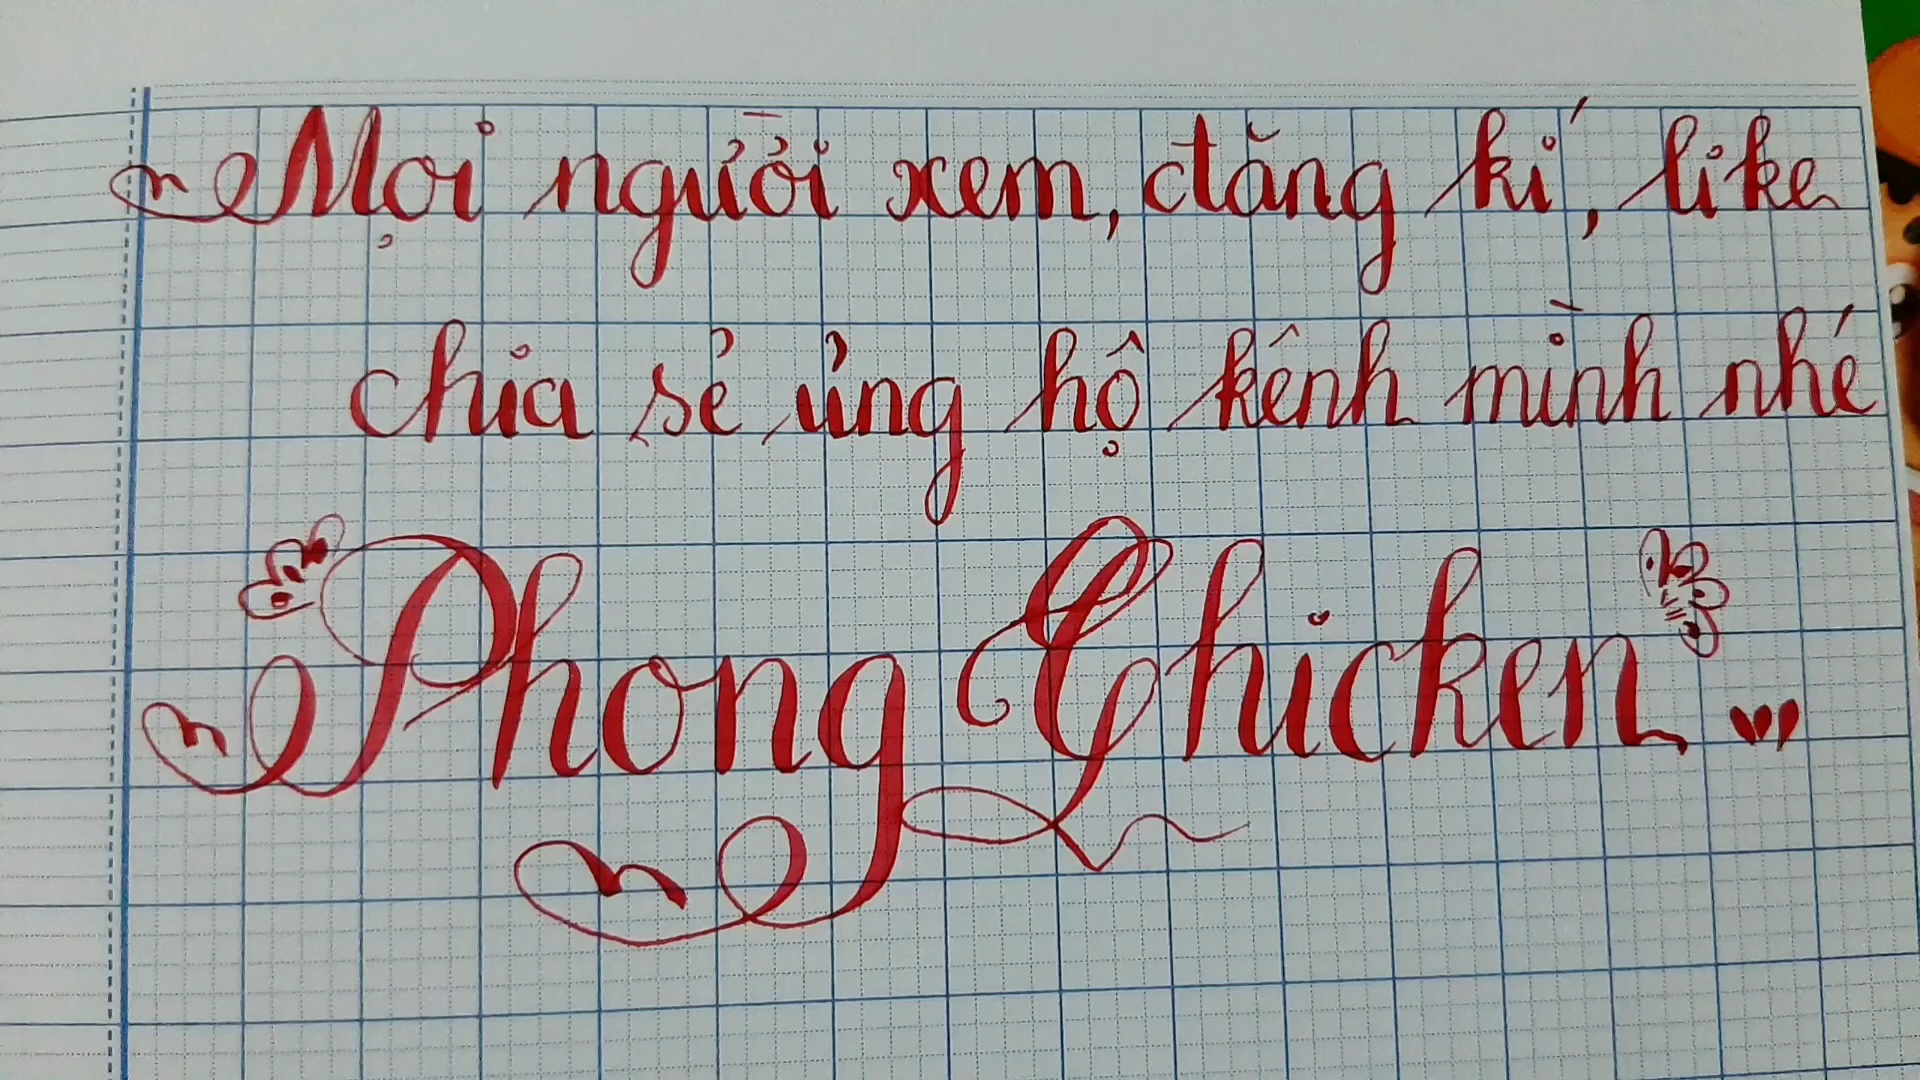 Mọi người xem, đăng kí, like
chia sẻ ủng hộ kênh mình nhé
Phong Chicken